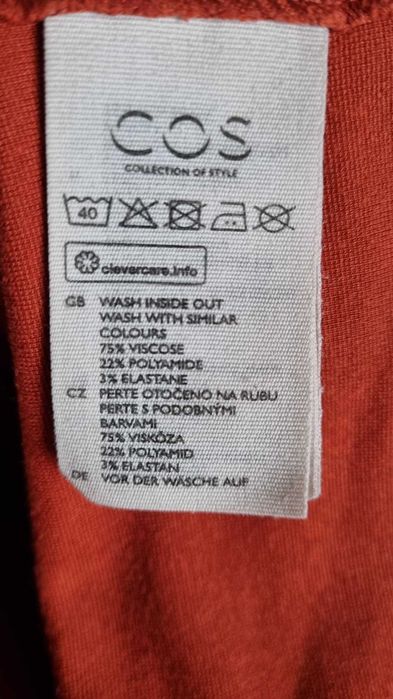 COS
COLLECTION OF STYLE
40
clevercare.info
GB WASH INSIDE OUT
WASH WITH SIMILAR
COLOURS
75% VISCOSE
22% POLYAMIDE
3% ELASTANE
CZ PERTE OTOČENO NA RUBU
PERTE S PODOBNÝMI
BARVAMI
75% VISKÓZA
22% POLYAMID
3% ELASTAN
DE VOR DER WÄSCHE AUF